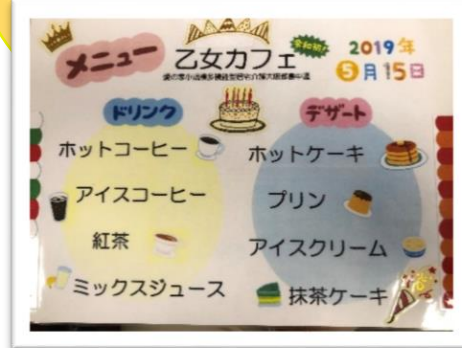 メニュー
乙女カフェ
令和初！
2019年
5月15日
ドリンク
ホットコーヒー
アイスコーヒー
紅茶
ミックスジュース
デザート
ホットケーキ
プリン
アイスクリーム
抹茶ケーキ